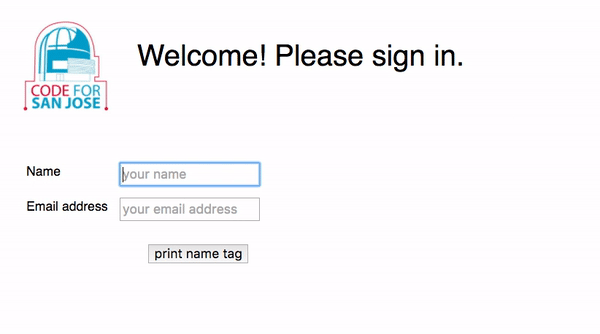 CODE FOR
SAN JOSE
Welcome! Please sign in.
Name
your name
Email address
your email address
print name tag